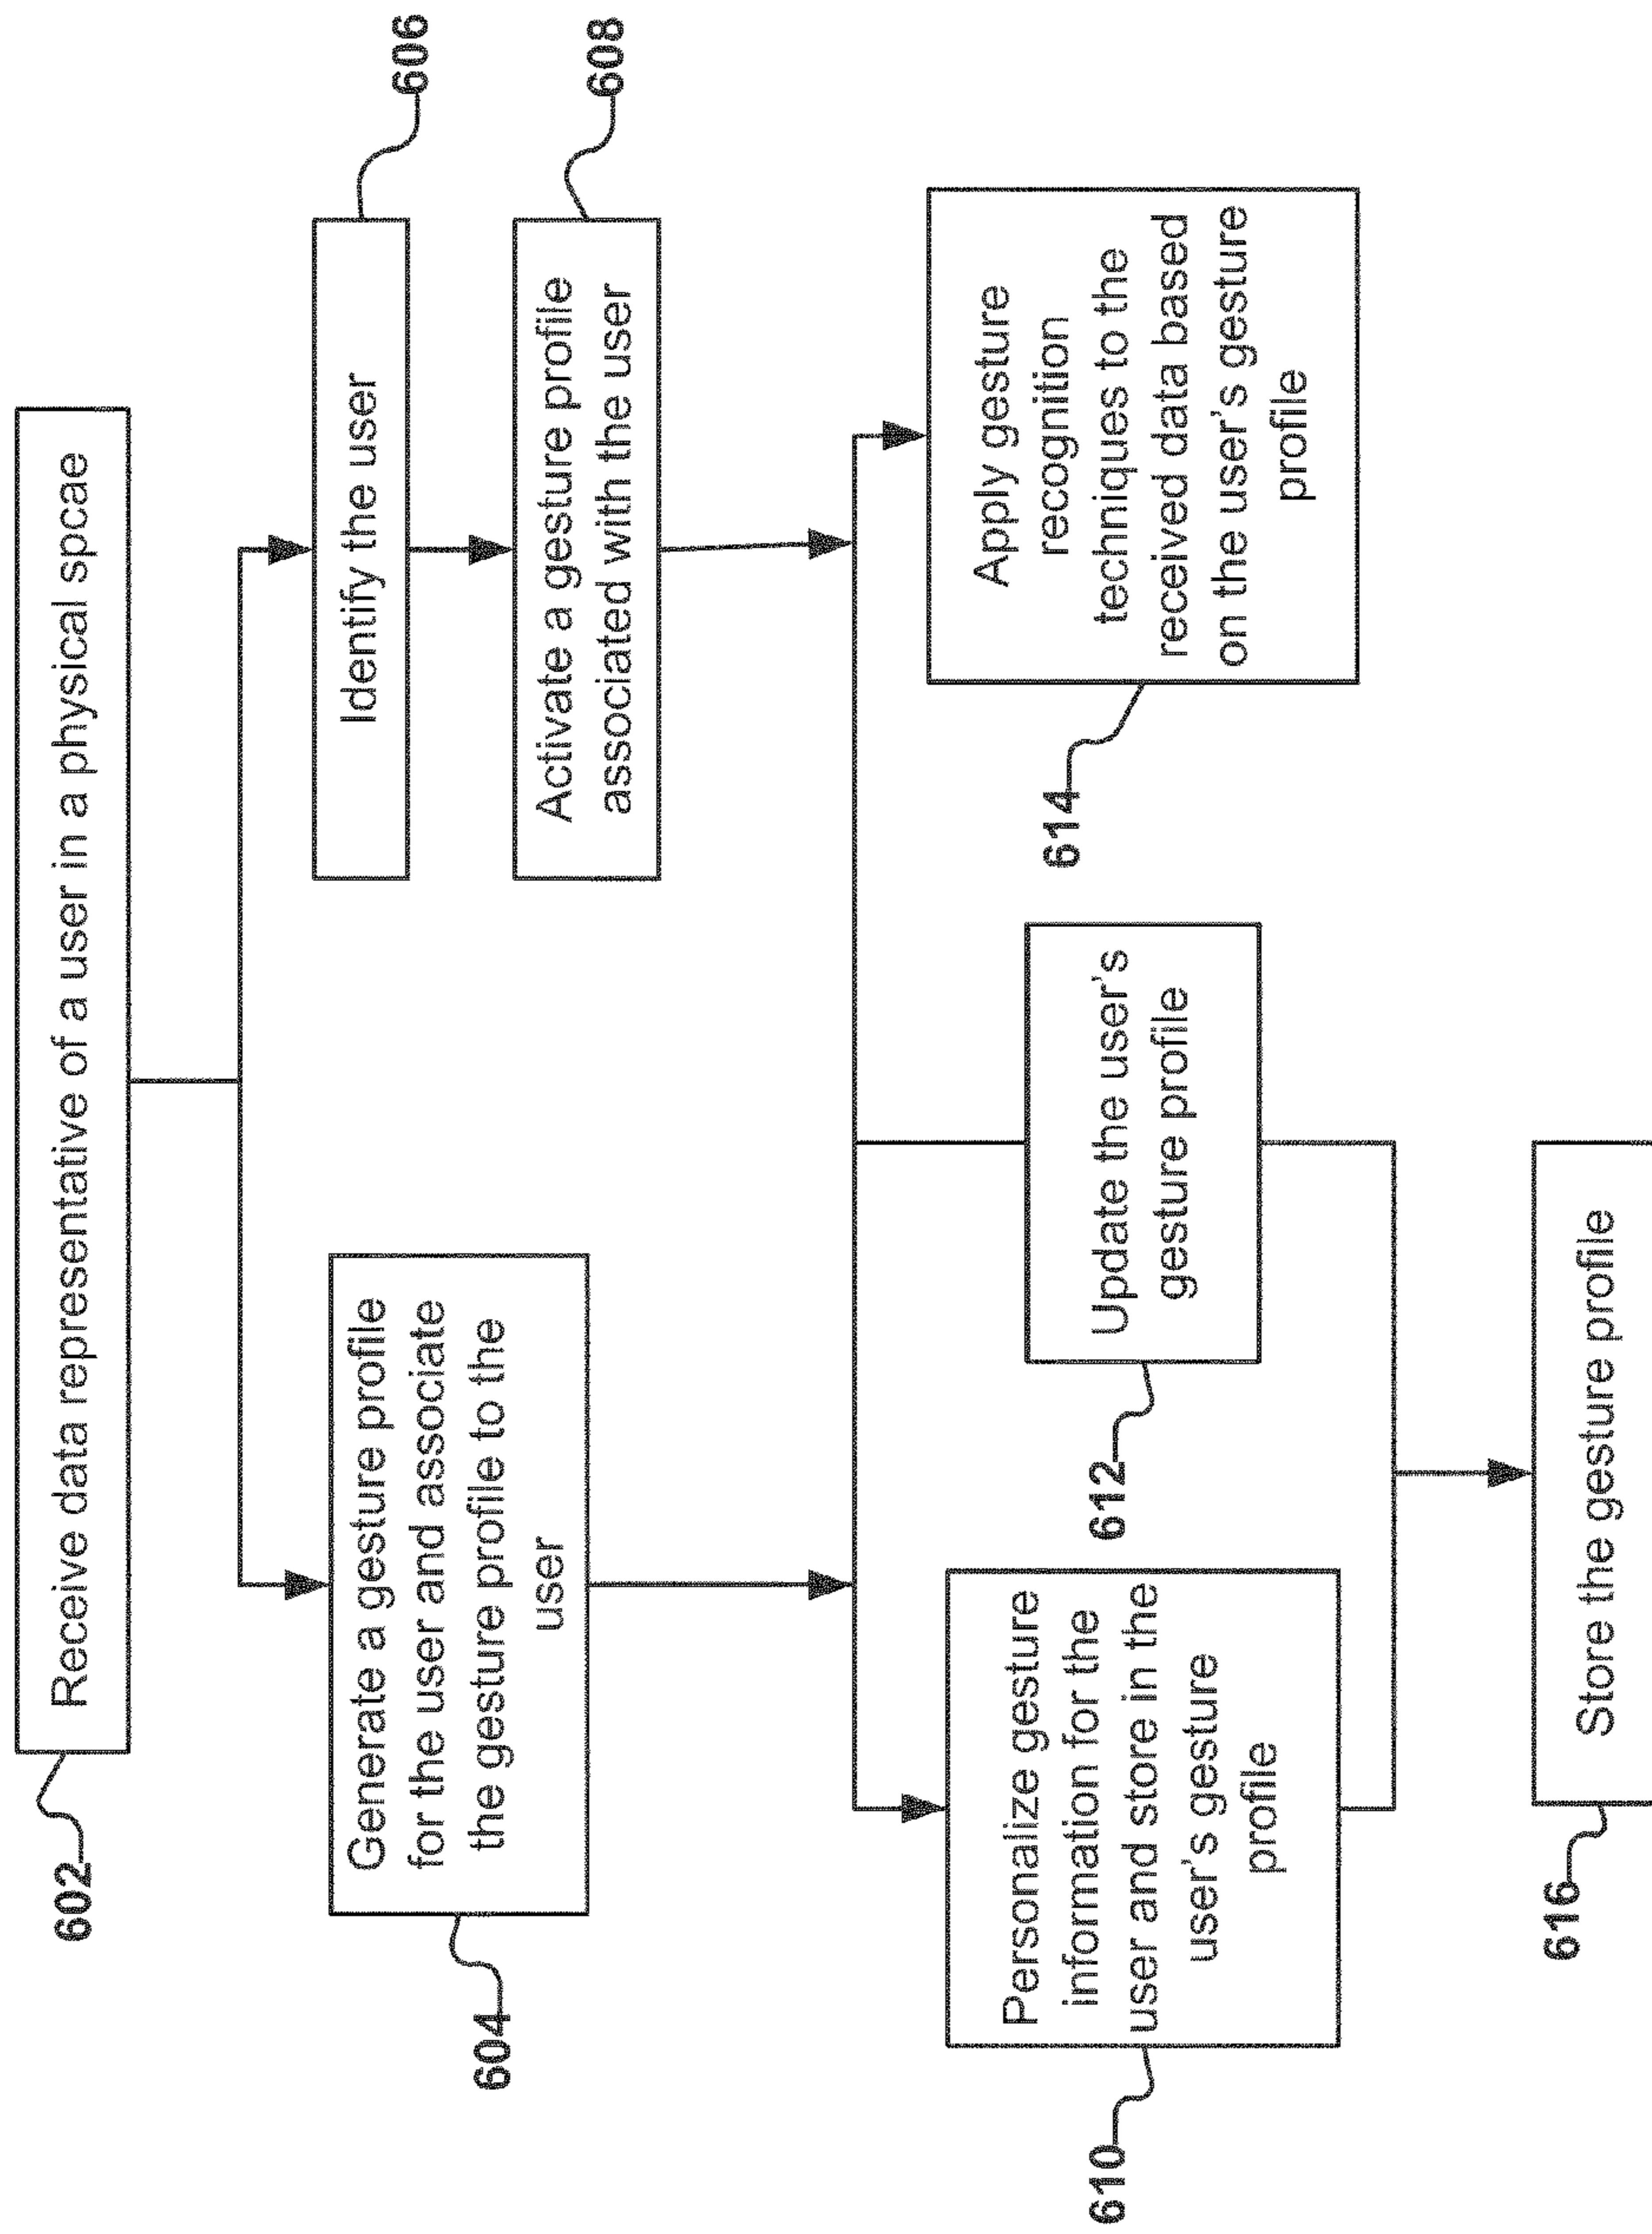 602
Receive data representative of a user in a physical spcae
604
Generate a gesture profile
for the user and associate
the gesture profile to the
user
Identify the user
606
Activate a gesture profile
associated with the user
608
610
Personalize gesture
information for the
user and store in the
user's gesture
profile
612
Update the user's
gesture profile
614
Apply gesture
recognition
techniques to the
received data based
on the user's gesture
profile
616
Store the gesture profile